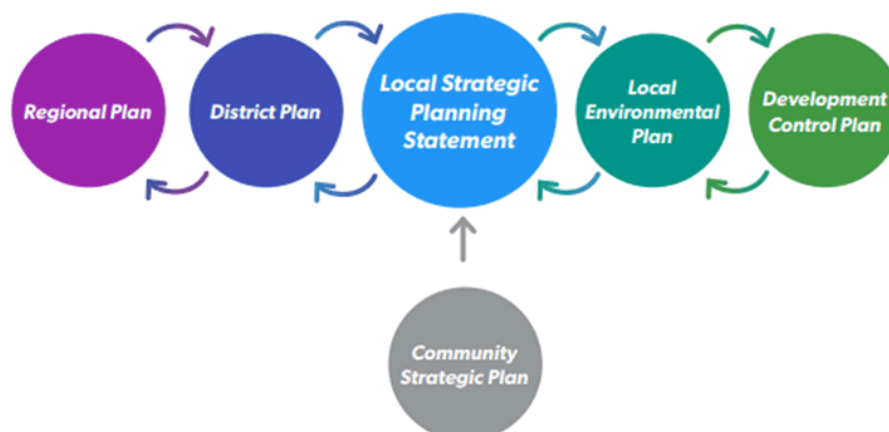 Regional Plan
District Plan
Local Strategic
Planning
Statement
Local
Environmental
Plan
Development
Control Plan
Community
Strategic Plan